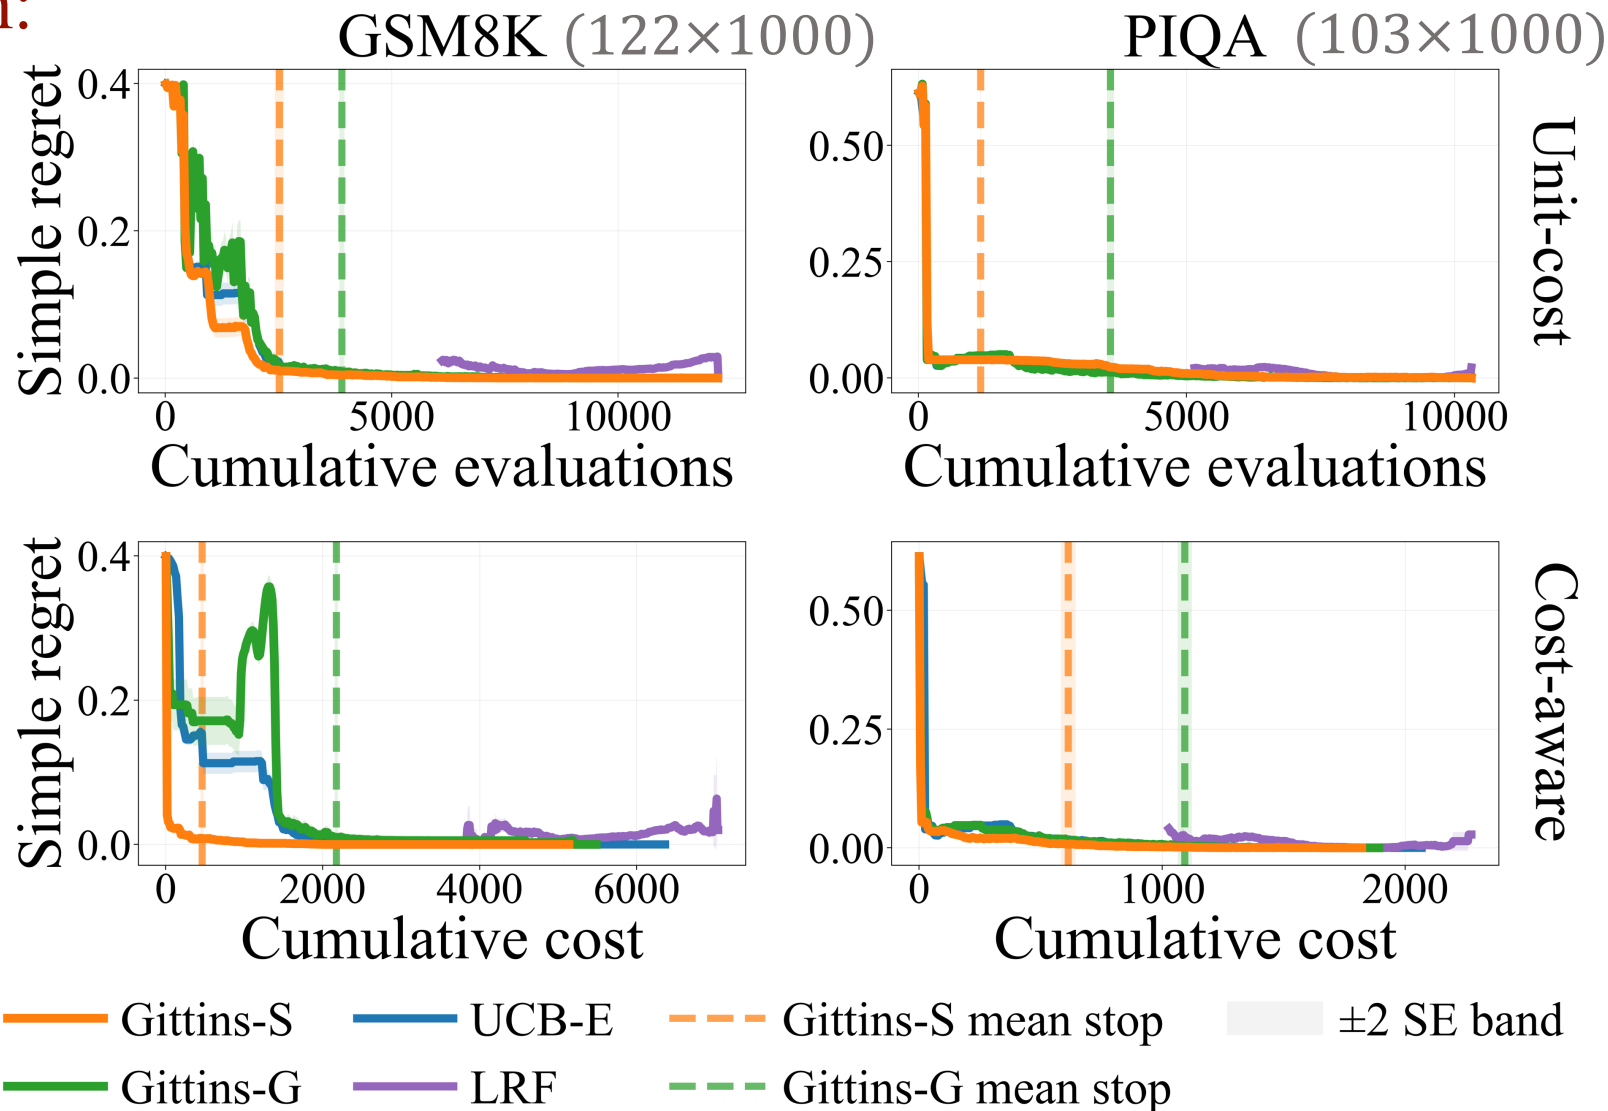 n:
GSM8K (122×1000)
PIQA (103×1000)
Simple regret
0.4
0.2
0.0
0
5000
10000
Cumulative evaluations
0.50
0.25
0.00
0
5000
10000
Cumulative evaluations
Unit-cost
Simple regret
0.4
0.2
0.0
0
2000
4000
6000
Cumulative cost
0.50
0.25
0.00
0
1000
2000
Cumulative cost
Cost-aware
Gittins-S
UCB-E
Gittins-S mean stop
±2 SE band
Gittins-G
LRF
Gittins-G mean stop